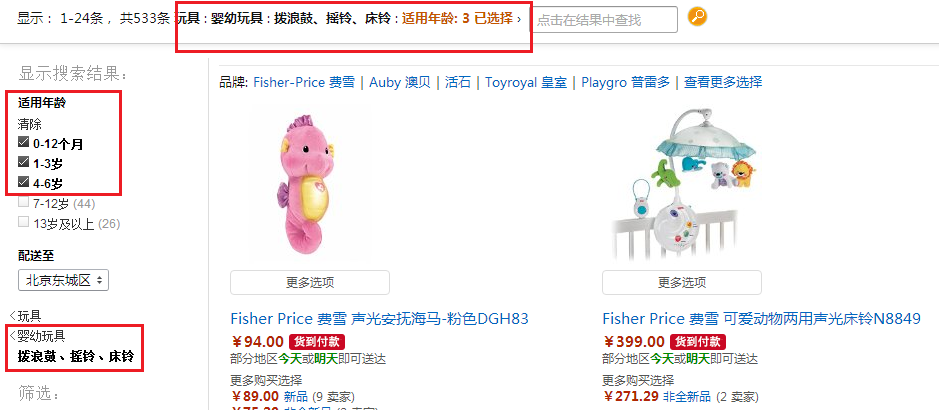 显示： 1-24条， 共533条 玩具 : 婴幼玩具 : 拨浪鼓、摇铃、床铃 : 适用年龄: 3 已选择 ›
点击在结果中查找
显示搜索结果:
适用年龄
清除
0-12个月
1-3岁
4-6岁
7-12岁 (44)
13岁及以上 (26)
配送至
北京东城区
玩具
婴幼玩具
拨浪鼓、摇铃、床铃
筛选:
品牌: Fisher-Price 费雪 | Auby 澳贝 | 活石 | Toyroyal 皇室 | Playgro 普雷多 | 查看更多选择
更多选项
Fisher Price 费雪 声光安抚海马-粉色DGH83
¥94.00 货到付款
部分地区今天或明天即可送达
更多购买选择
¥89.00 新品 (9 卖家)
更多选项
Fisher Price 费雪 可爱动物两用声光床铃N8849
¥399.00 货到付款
部分地区今天或明天即可送达
更多购买选择
¥271.29 非全新品 (2 卖家)